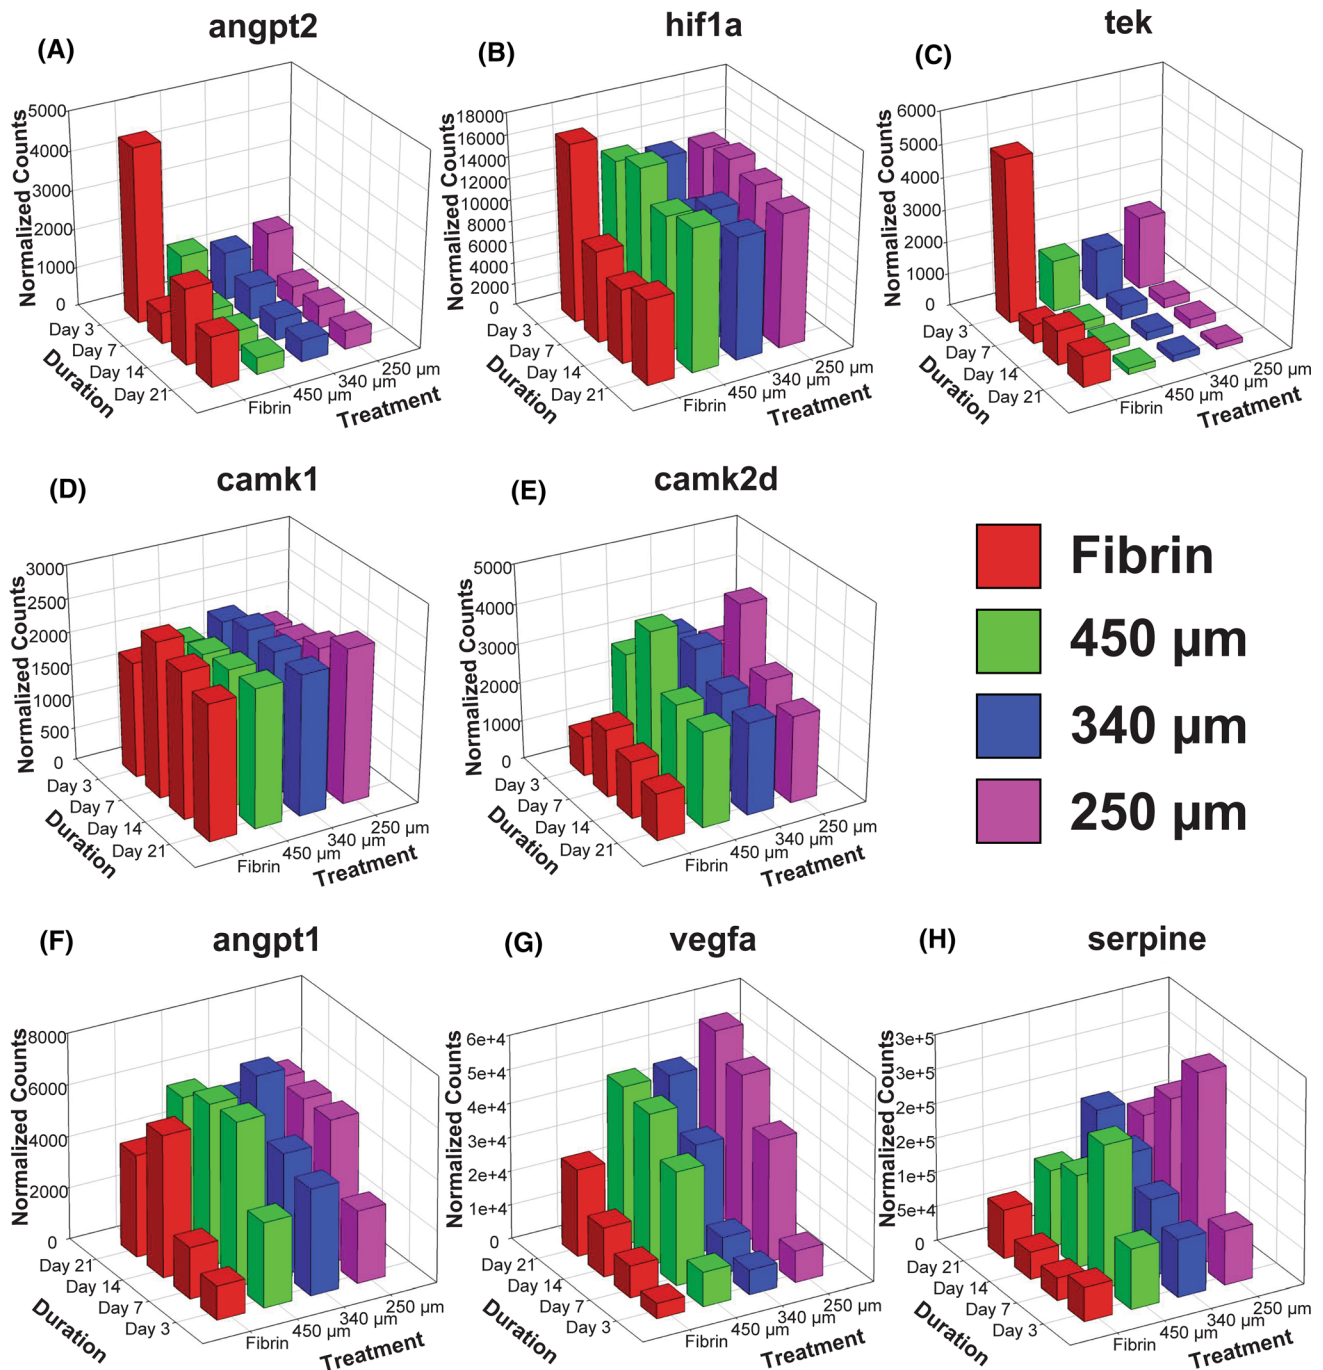 (A) angpt2
Normalized Counts
5000
4000
3000
2000
1000
0
Day 3
Day 7
Day 14
Day 21
Duration
Fibrin
450 µm
340 µm
250 µm
Treatment
(B) hif1a
Normalized Counts
18000
16000
14000
12000
10000
8000
6000
4000
2000
0
Day 3
Day 7
Day 14
Day 21
Duration
Fibrin
450 µm
340 µm
250 µm
Treatment
(C) tek
Normalized Counts
6000
5000
4000
3000
2000
1000
0
Day 3
Day 7
Day 14
Day 21
Duration
Fibrin
450 µm
340 µm
250 µm
Treatment
(D) camk1
Normalized Counts
3000
2500
2000
1500
1000
500
0
Day 3
Day 7
Day 14
Day 21
Duration
Fibrin
450 µm
340 µm
250 µm
Treatment
(E) camk2d
Normalized Counts
5000
4000
3000
2000
1000
0
Day 3
Day 7
Day 14
Day 21
Duration
Fibrin
450 µm
340 µm
250 µm
Treatment
Fibrin
450 µm
340 µm
250 µm
(F) angpt1
Normalized Counts
8000
6000
4000
2000
0
Day 21
Day 14
Day 7
Day 3
Duration
Fibrin
450 µm
340 µm
250 µm
Treatment
(G) vegfa
Normalized Counts
6e+4
5e+4
4e+4
3e+4
2e+4
1e+4
0
Day 21
Day 14
Day 7
Day 3
Duration
Fibrin
450 µm
340 µm
250 µm
Treatment
(H) serpine
Normalized Counts
3e+5
3e+5
2e+5
2e+5
1e+5
5e+4
0
Day 21
Day 14
Day 7
Day 3
Duration
Fibrin
450 µm
340 µm
250 µm
Treatment